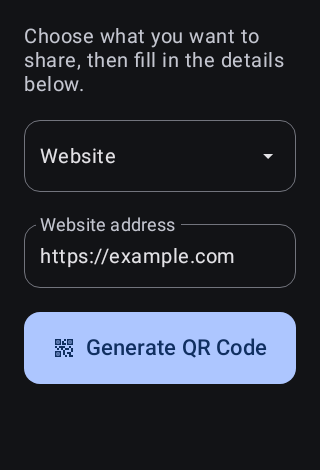 Choose what you want to
share, then fill in the details
below.
Website
Website address
https://example.com
Generate QR Code